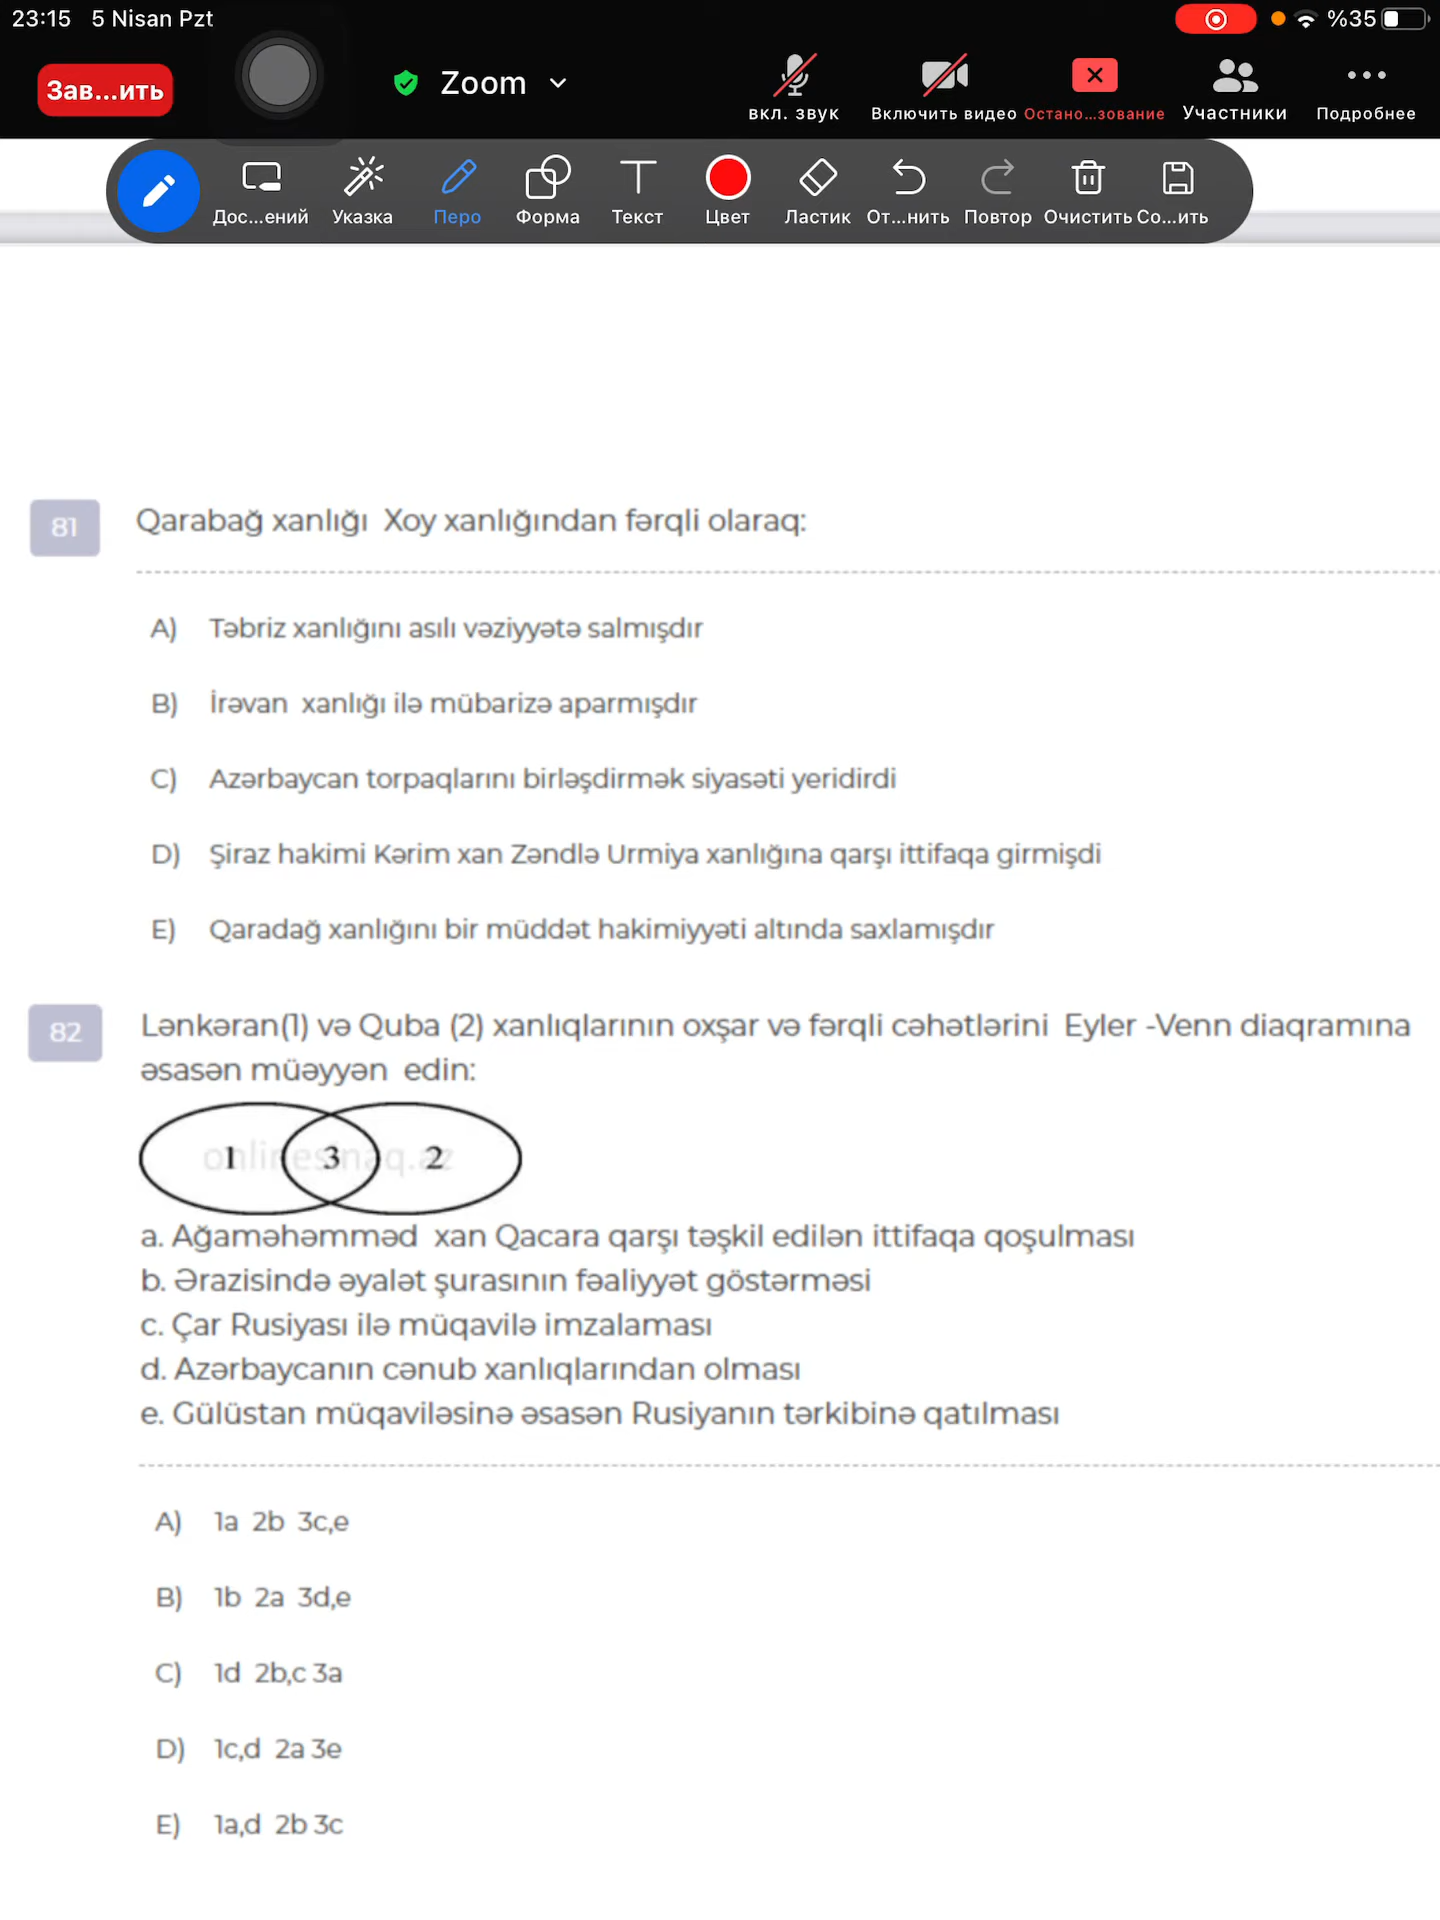 23:15 5 Nisan Pzt %35
Зав...ить Zoom вкл. звук Включить видео Остано...зование Участники Подробнее
Дос...ений Указка Перо Форма Текст Цвет Ластик От...нить Повтор Очистить Со...ить
81 Qarabağ xanlığı Xoy xanlığından fərqli olaraq:
A) Təbriz xanlığını asılı vəziyyətə salmışdır
B) İrəvan xanlığı ilə mübarizə aparmışdır
C) Azərbaycan torpaqlarını birləşdirmək siyasəti yeridirdi
D) Şiraz hakimi Kərim xan Zəndlə Urmiya xanlığına qarşı ittifaqa girmişdi
E) Qaradağ xanlığını bir müddət hakimiyyəti altında saxlamışdır
82 Lənkəran(1) və Quba (2) xanlıqlarının oxşar və fərqli cəhətlərini Eyler -Venn diaqramına
əsasən müəyyən edin:
onlinesinaq.az
1 3 2
a. Ağaməhəmməd xan Qacara qarşı təşkil edilən ittifaqa qoşulması
b. Ərazisində əyalət şurasının fəaliyyət göstərməsi
c. Çar Rusiyası ilə müqavilə imzalaması
d. Azərbaycanın cənub xanlıqlarından olması
e. Gülüstan müqaviləsinə əsasən Rusiyanın tərkibinə qatılması
A) 1a 2b 3c,e
B) 1b 2a 3d,e
C) 1d 2b,c 3a
D) 1c,d 2a 3e
E) 1a,d 2b 3c